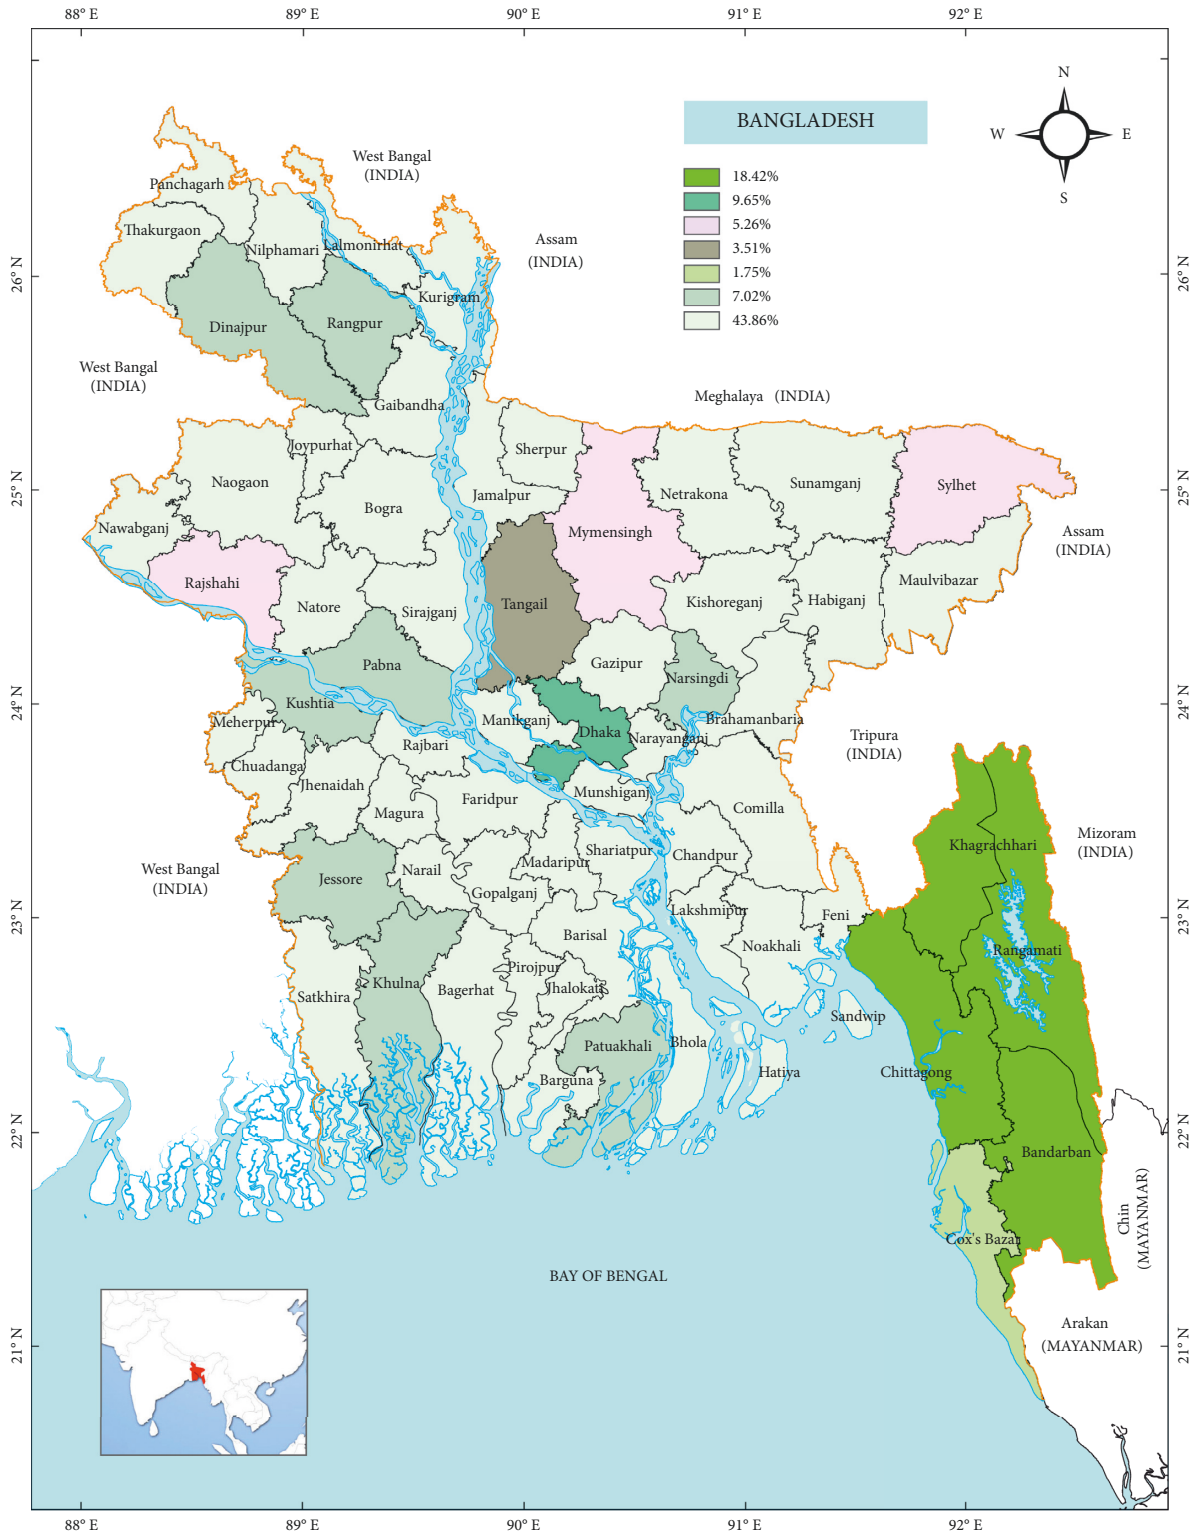 88° E
89° E
90° E
91° E
92° E
BANGLADESH
N
W
E
S
18.42%
9.65%
5.26%
3.51%
1.75%
7.02%
43.86%
26° N
25° N
24° N
23° N
22° N
21° N
26° N
25° N
24° N
23° N
22° N
21° N
West Bangal
(INDIA)
Assam
(INDIA)
West Bangal
(INDIA)
Meghalaya (INDIA)
Assam
(INDIA)
Tripura
(INDIA)
Mizoram
(INDIA)
West Bangal
(INDIA)
Chin
(MAYANMAR)
Arakan
(MAYANMAR)
BAY OF BENGAL
Panchagarh
Thakurgaon
Nilphamari
Lalmonirhat
Kurigram
Dinajpur
Rangpur
Gaibandha
Joypurhat
Naogaon
Bogra
Nawabganj
Rajshahi
Natore
Sirajganj
Sherpur
Jamalpur
Mymensingh
Netrakona
Sunamganj
Sylhet
Maulvibazar
Habiganj
Kishoreganj
Tangail
Gazipur
Narsingdi
Pabna
Kushtia
Meherpur
Chuadanga
Jhenaidah
Rajbari
Manikganj
Dhaka
Narayanganj
Brahamanbaria
Munshiganj
Magura
Faridpur
Comilla
Shariatpur
Madaripur
Chandpur
Jessore
Narail
Gopalganj
Lakshmipur
Feni
Noakhali
Barisal
Pirojpur
Jhalokati
Satkhira
Khulna
Bagerhat
Patuakhali
Barguna
Bhola
Hatiya
Sandwip
Khagrachhari
Rangamati
Chittagong
Bandarban
Cox's Bazar
88° E
89° E
90° E
91° E
92° E